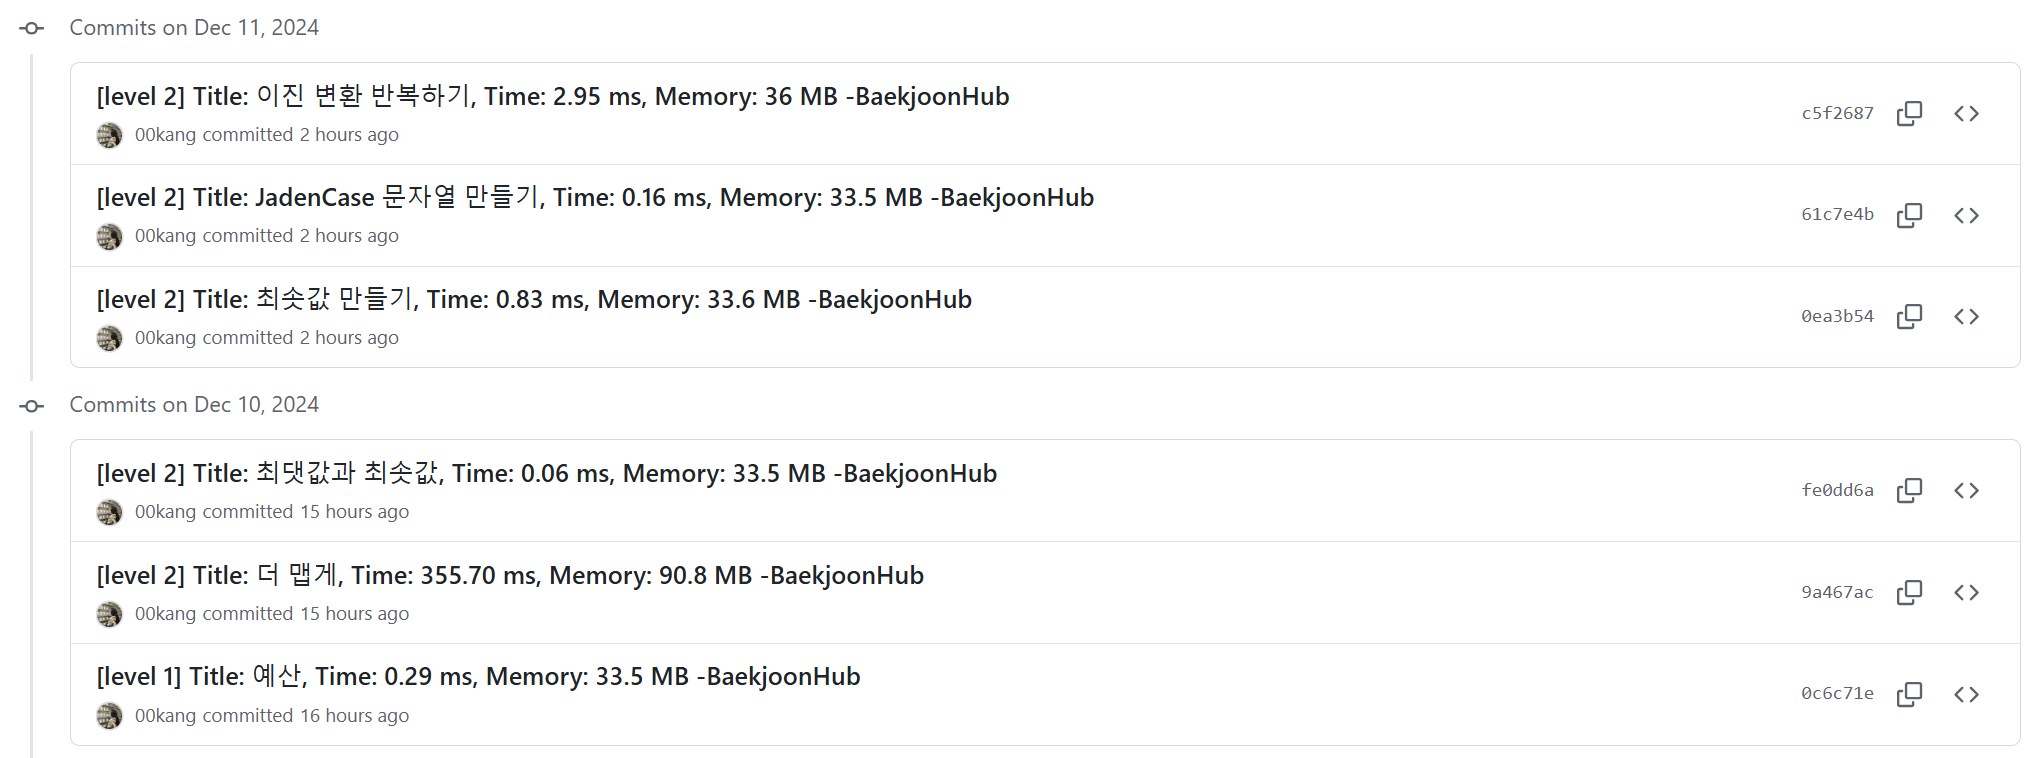 Commits on Dec 11, 2024
[level 2] Title: 이진 변환 반복하기, Time: 2.95 ms, Memory: 36 MB -BaekjoonHub
c5f2687
00kang committed 2 hours ago
[level 2] Title: JadenCase 문자열 만들기, Time: 0.16 ms, Memory: 33.5 MB -BaekjoonHub
61c7e4b
00kang committed 2 hours ago
[level 2] Title: 최솟값 만들기, Time: 0.83 ms, Memory: 33.6 MB -BaekjoonHub
0ea3b54
00kang committed 2 hours ago
Commits on Dec 10, 2024
[level 2] Title: 최댓값과 최솟값, Time: 0.06 ms, Memory: 33.5 MB -BaekjoonHub
fe0dd6a
00kang committed 15 hours ago
[level 2] Title: 더 맵게, Time: 355.70 ms, Memory: 90.8 MB -BaekjoonHub
9a467ac
00kang committed 15 hours ago
[level 1] Title: 예산, Time: 0.29 ms, Memory: 33.5 MB -BaekjoonHub
0c6c71e
00kang committed 16 hours ago